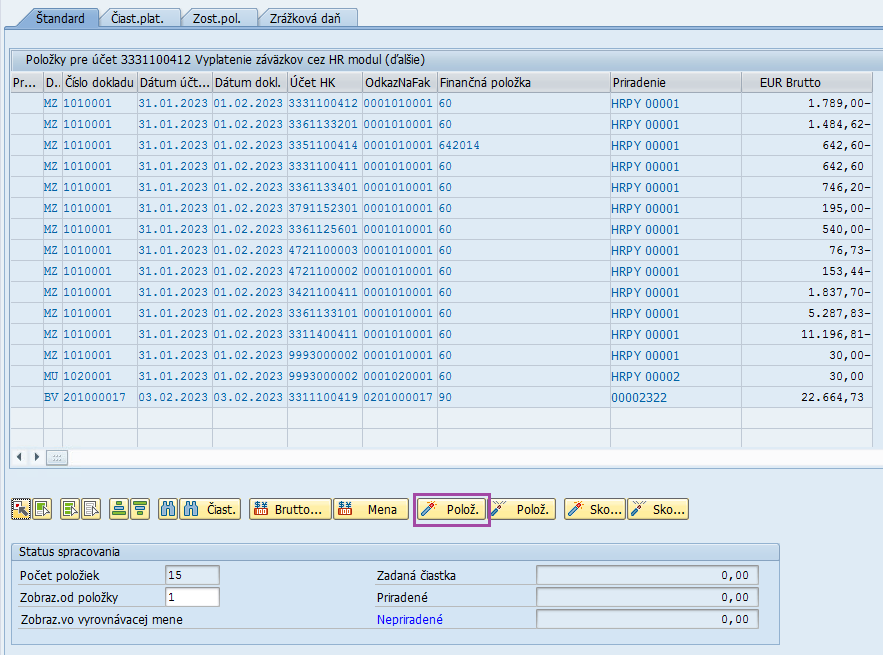 Štandard Čiast.plat. Zost.pol. Zrážková daň
Položky pre účet 3331100412 Vyplatenie záväzkov cez HR modul (ďalšie)
Pr... D.. Číslo dokladu Dátum účt... Dátum dokl. Účet HK OdkazNaFak Finančná položka Priradenie EUR Brutto
MZ 1010001 31.01.2023 01.02.2023 3331100412 0001010001 60 HRPY 00001 1.789,00-
MZ 1010001 31.01.2023 01.02.2023 3361133201 0001010001 60 HRPY 00001 1.484,62-
MZ 1010001 31.01.2023 01.02.2023 3351100414 0001010001 642014 HRPY 00001 642,60-
MZ 1010001 31.01.2023 01.02.2023 3331100411 0001010001 60 HRPY 00001 642,60
MZ 1010001 31.01.2023 01.02.2023 3361133401 0001010001 60 HRPY 00001 746,20-
MZ 1010001 31.01.2023 01.02.2023 3791152301 0001010001 60 HRPY 00001 195,00-
MZ 1010001 31.01.2023 01.02.2023 3361125601 0001010001 60 HRPY 00001 540,00-
MZ 1010001 31.01.2023 01.02.2023 4721100003 0001010001 60 HRPY 00001 76,73-
MZ 1010001 31.01.2023 01.02.2023 4721100002 0001010001 60 HRPY 00001 153,44-
MZ 1010001 31.01.2023 01.02.2023 3421100411 0001010001 60 HRPY 00001 1.837,70-
MZ 1010001 31.01.2023 01.02.2023 3361133101 0001010001 60 HRPY 00001 5.287,83-
MZ 1010001 31.01.2023 01.02.2023 3311400411 0001010001 60 HRPY 00001 11.196,81-
MZ 1010001 31.01.2023 01.02.2023 9993000002 0001010001 60 HRPY 00001 30,00-
MU 1020001 31.01.2023 01.02.2023 9993000002 0001020001 60 HRPY 00002 30,00
BV 201000017 03.02.2023 03.02.2023 3311100419 0201000017 90 00002322 22.664,73
Čiast. Brutto... Mena Polož. Polož. Sko... Sko...
Status spracovania
Počet položiek 15 Zadaná čiastka 0,00
Zobraz.od položky 1 Priradené 0,00
Zobraz.vo vyrovnávacej mene Nepriradené 0,00